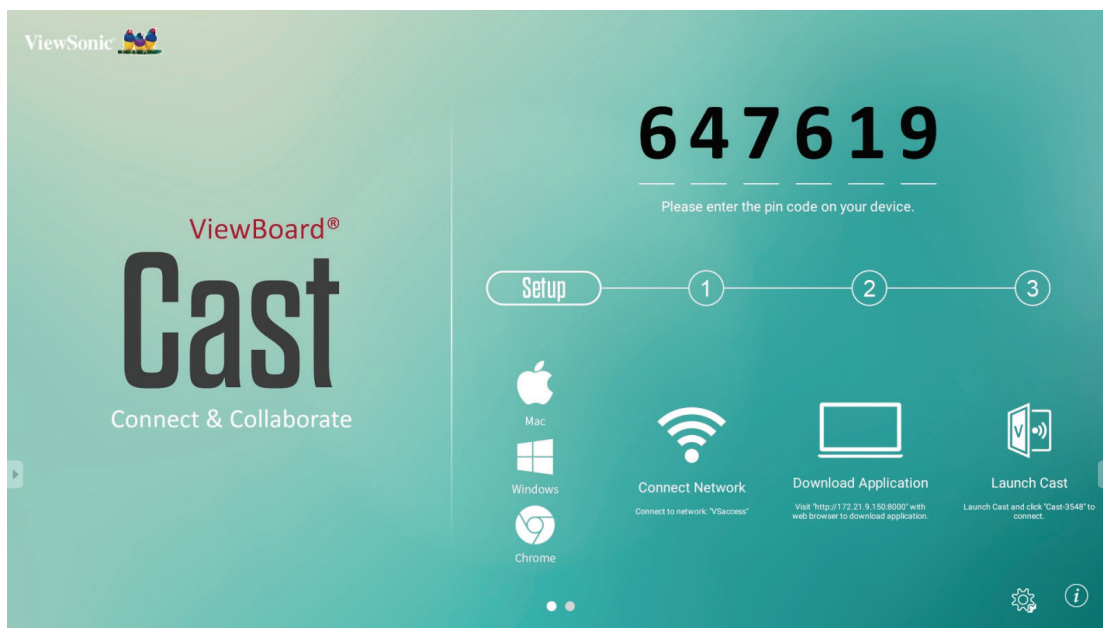 ViewSonic
647619
Please enter the pin code on your device.
ViewBoard®
Cast
Connect & Collaborate
Setup
1
2
3
Mac
Windows
Chrome
Connect Network
Connect to network: "VSaccess"
Download Application
Visit "http://172.21.9.150:8000" with
web browser to download application.
Launch Cast
Launch Cast and click "Cast-3548" to
connect.
V
i